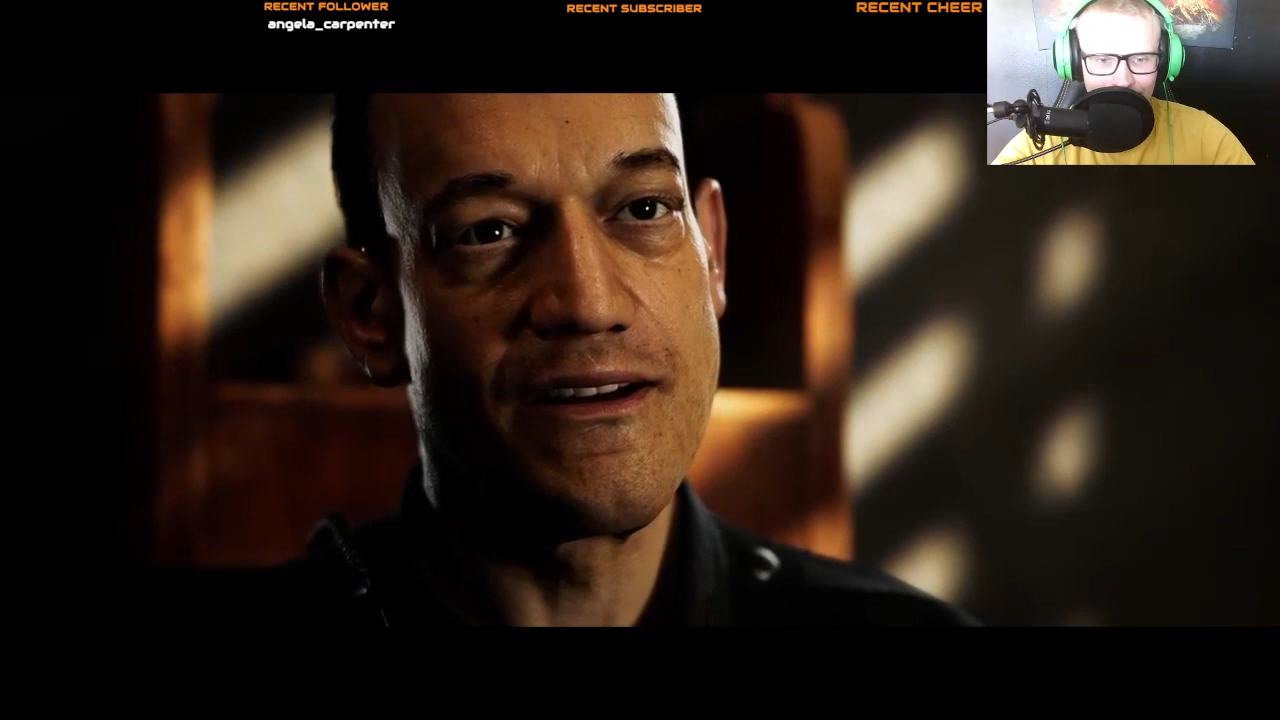 RECENT FOLLOWER
angela_carpenter
RECENT SUBSCRIBER
RECENT CHEER